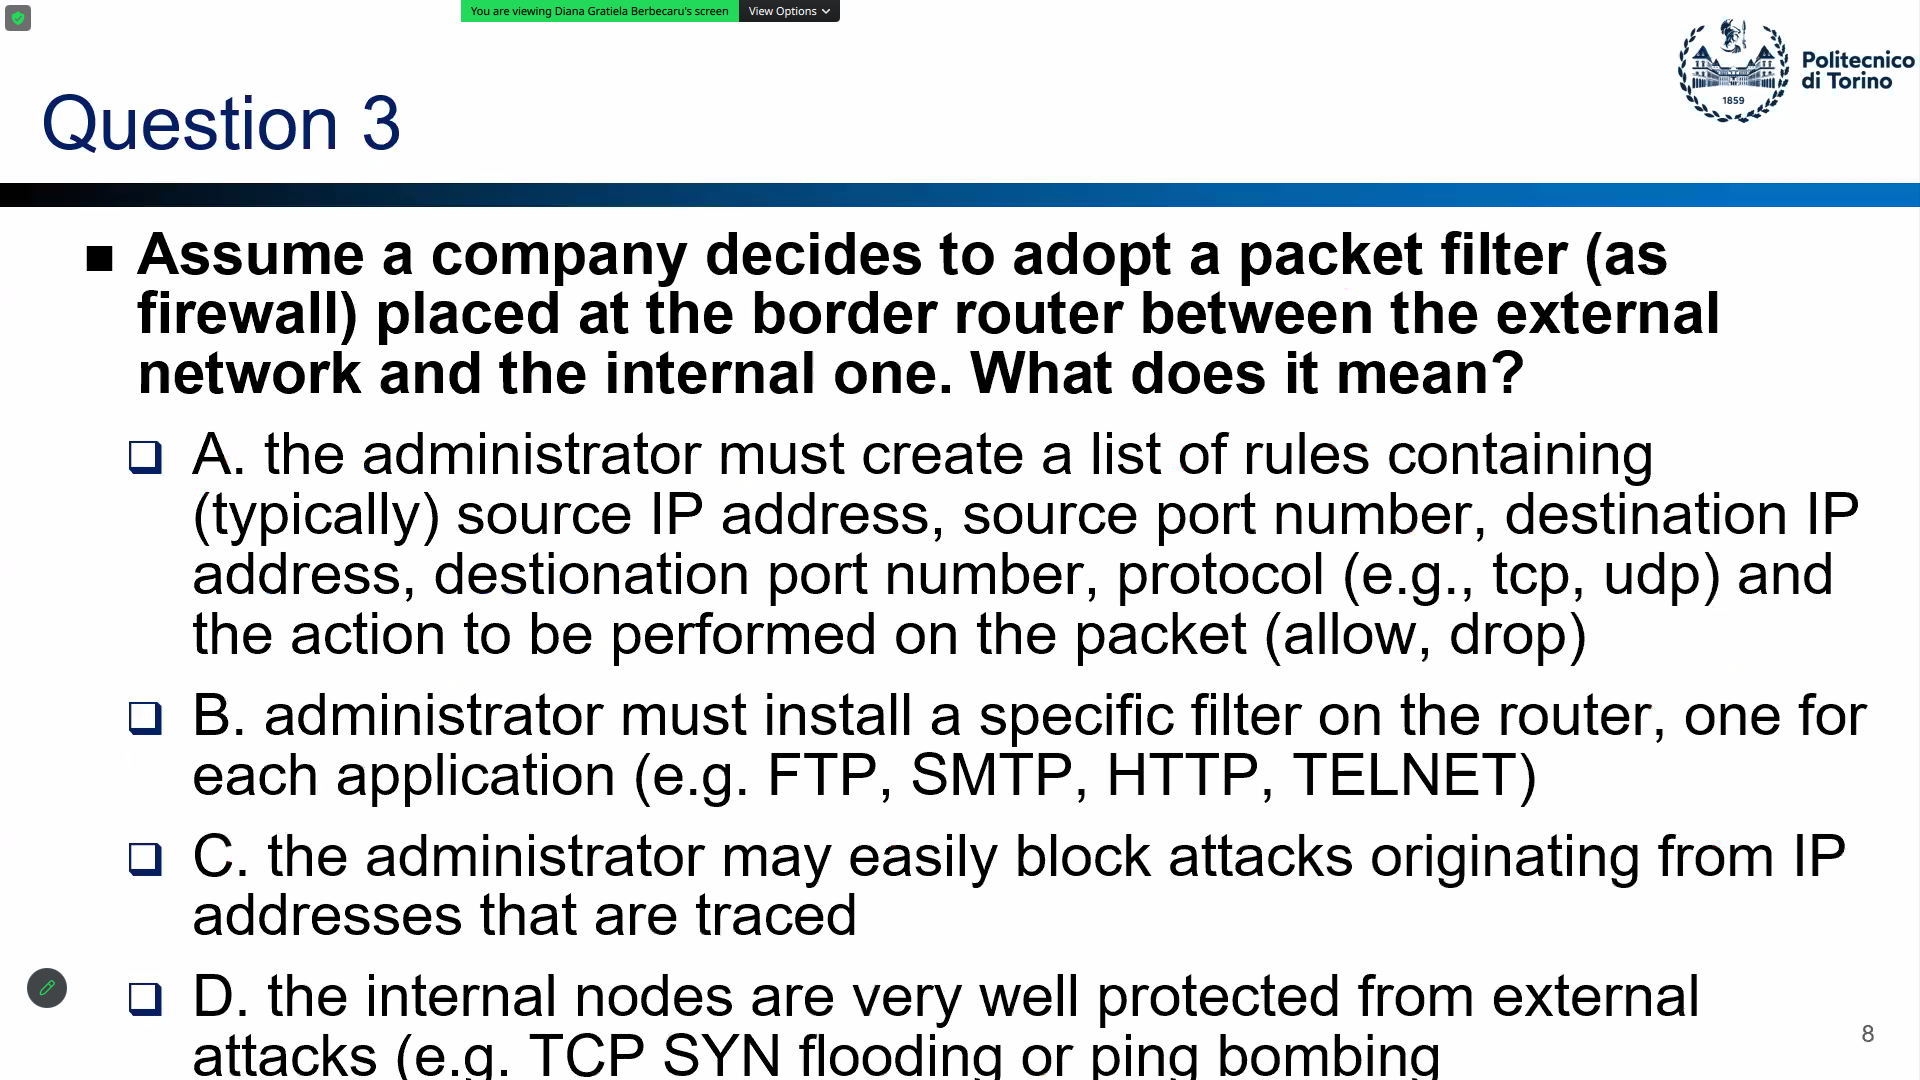 You are viewing Diana Gratiela Berbecaru's screen View Options
Politecnico
di Torino
1859
Question 3
Assume a company decides to adopt a packet filter (as
firewall) placed at the border router between the external
network and the internal one. What does it mean?
A. the administrator must create a list of rules containing
(typically) source IP address, source port number, destination IP
address, destionation port number, protocol (e.g., tcp, udp) and
the action to be performed on the packet (allow, drop)
B. administrator must install a specific filter on the router, one for
each application (e.g. FTP, SMTP, HTTP, TELNET)
C. the administrator may easily block attacks originating from IP
addresses that are traced
D. the internal nodes are very well protected from external
attacks (e.g. TCP SYN flooding or ping bombing
8